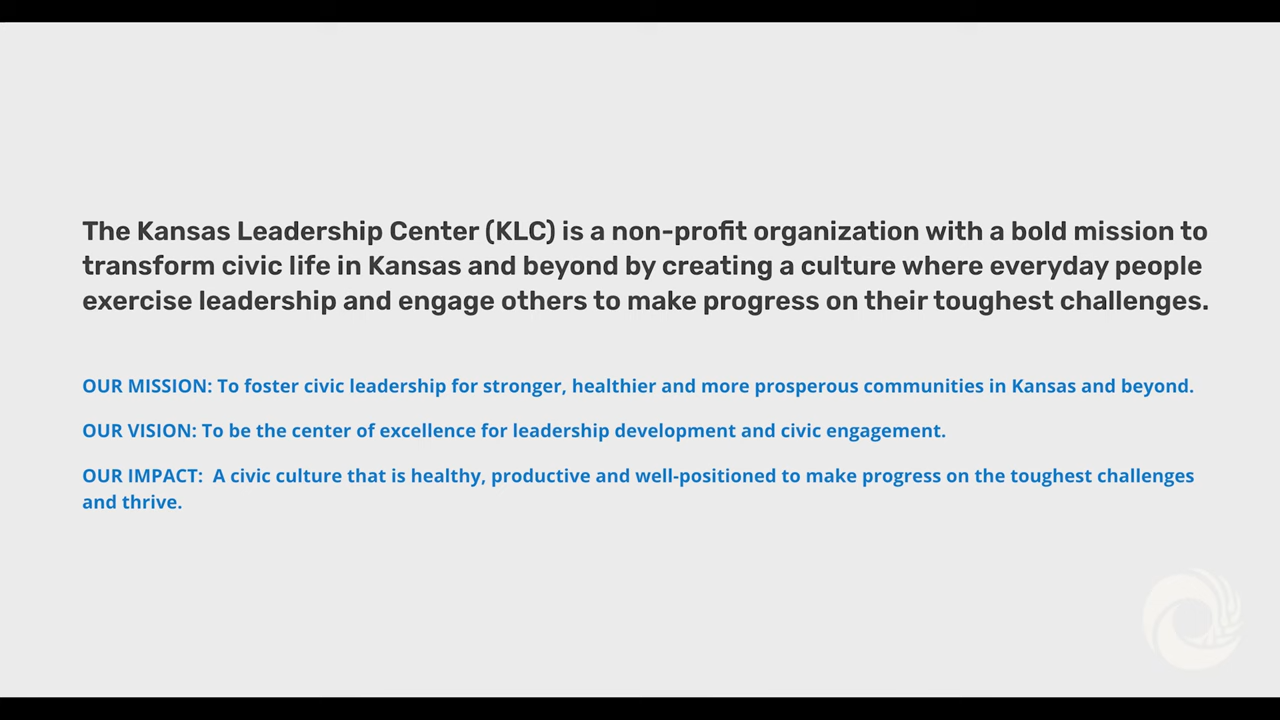 The Kansas Leadership Center (KLC) is a non-profit organization with a bold mission to
transform civic life in Kansas and beyond by creating a culture where everyday people
exercise leadership and engage others to make progress on their toughest challenges.
OUR MISSION: To foster civic leadership for stronger, healthier and more prosperous communities in Kansas and beyond.
OUR VISION: To be the center of excellence for leadership development and civic engagement.
OUR IMPACT:  A civic culture that is healthy, productive and well-positioned to make progress on the toughest challenges
and thrive.